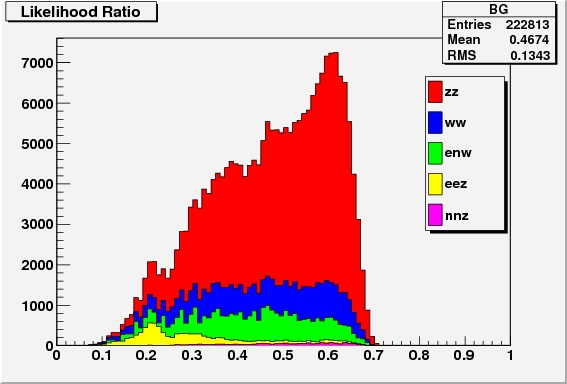 Likelihood Ratio
BG
Entries 222813
Mean 0.4674
RMS 0.1343
7000
6000
5000
4000
3000
2000
1000
0
zz
ww
enw
eez
nnz
0 0.1 0.2 0.3 0.4 0.5 0.6 0.7 0.8 0.9 1